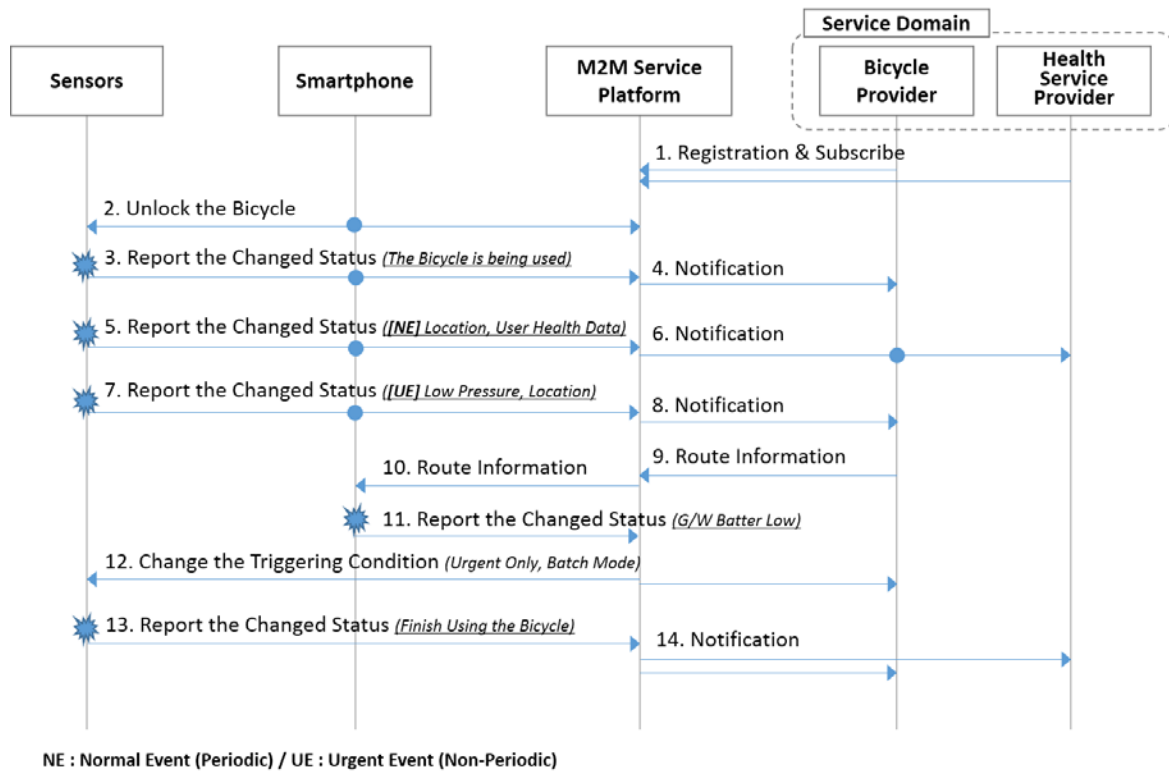 Service Domain
Sensors
Smartphone
M2M Service
Platform
Bicycle
Provider
Health
Service
Provider
1. Registration & Subscribe
2. Unlock the Bicycle
3. Report the Changed Status (The Bicycle is being used)
4. Notification
5. Report the Changed Status ([NE] Location, User Health Data)
6. Notification
7. Report the Changed Status ([UE] Low Pressure, Location)
8. Notification
9. Route Information
10. Route Information
11. Report the Changed Status (G/W Batter Low)
12. Change the Triggering Condition (Urgent Only, Batch Mode)
13. Report the Changed Status (Finish Using the Bicycle)
14. Notification
NE : Normal Event (Periodic) / UE : Urgent Event (Non-Periodic)